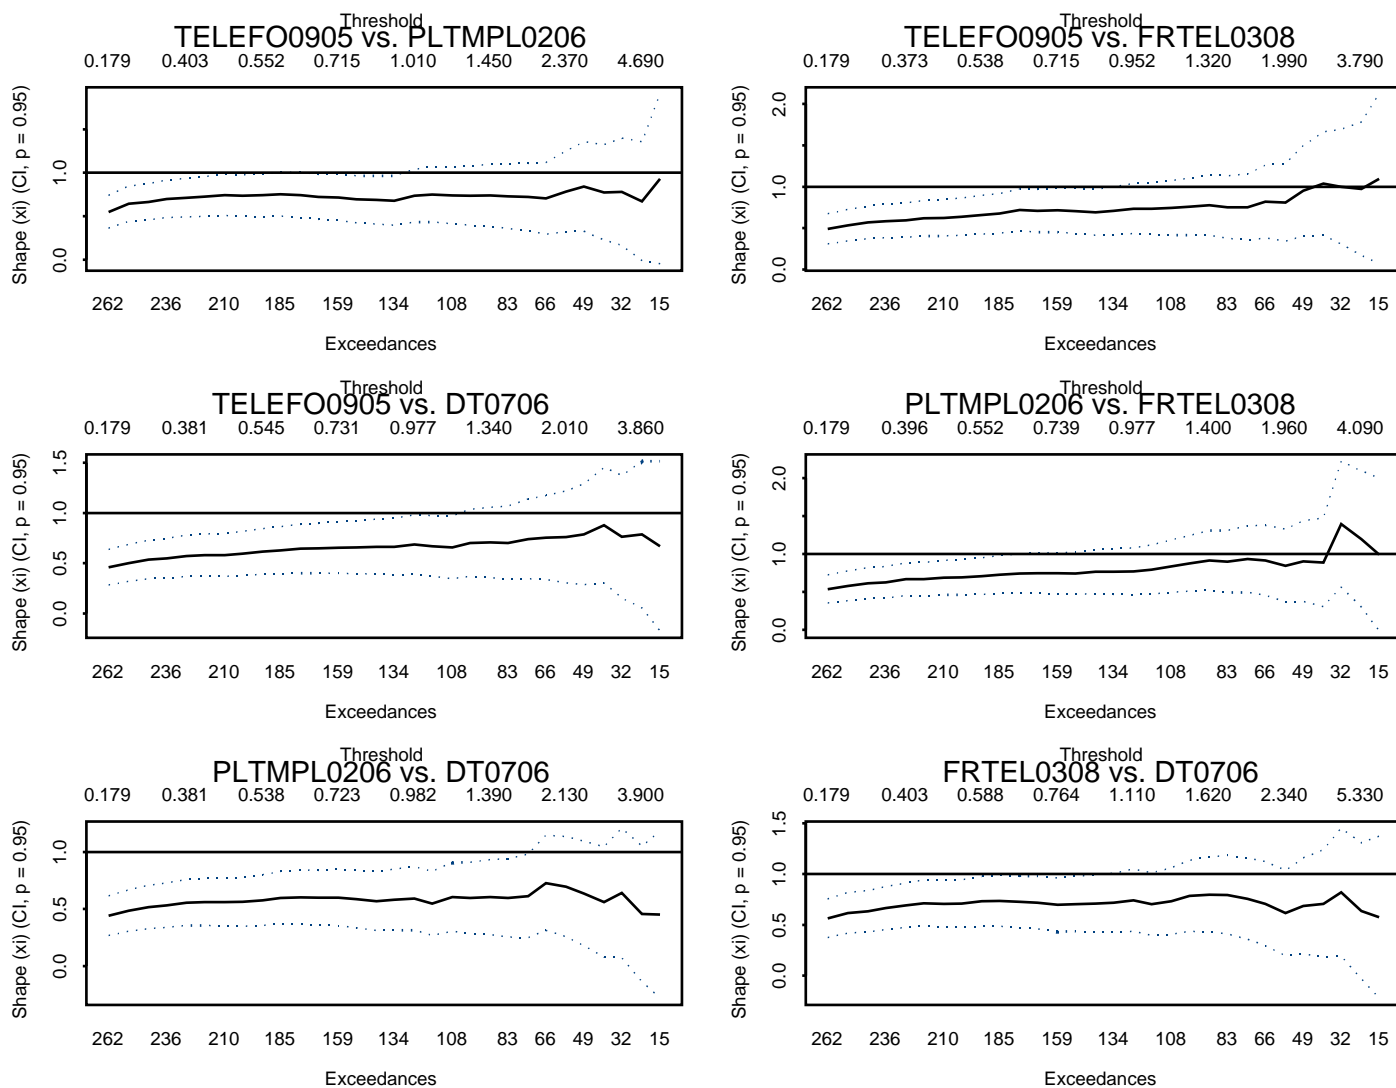 Threshold
TELEFO0905 vs. PLTMPL0206
0.179 0.403 0.552 0.715 1.010 1.450 2.370 4.690
Shape (xi) (CI, p = 0.95)
1.0
0.0
262 236 210 185 159 134 108 83 66 49 32 15
Exceedances
Threshold
TELEFO0905 vs. FRTEL0308
0.179 0.373 0.538 0.715 0.952 1.320 1.990 3.790
Shape (xi) (CI, p = 0.95)
2.0
1.0
0.0
262 236 210 185 159 134 108 83 66 49 32 15
Exceedances
Threshold
TELEFO0905 vs. DT0706
0.179 0.381 0.545 0.731 0.977 1.340 2.010 3.860
Shape (xi) (CI, p = 0.95)
1.5
1.0
0.5
0.0
262 236 210 185 159 134 108 83 66 49 32 15
Exceedances
Threshold
PLTMPL0206 vs. FRTEL0308
0.179 0.396 0.552 0.739 0.977 1.400 1.960 4.090
Shape (xi) (CI, p = 0.95)
2.0
1.0
0.0
262 236 210 185 159 134 108 83 66 49 32 15
Exceedances
Threshold
PLTMPL0206 vs. DT0706
0.179 0.381 0.538 0.723 0.982 1.390 2.130 3.900
Shape (xi) (CI, p = 0.95)
1.0
0.5
0.0
262 236 210 185 159 134 108 83 66 49 32 15
Exceedances
Threshold
FRTEL0308 vs. DT0706
0.179 0.403 0.588 0.764 1.110 1.620 2.340 5.330
Shape (xi) (CI, p = 0.95)
1.5
1.0
0.5
0.0
262 236 210 185 159 134 108 83 66 49 32 15
Exceedances